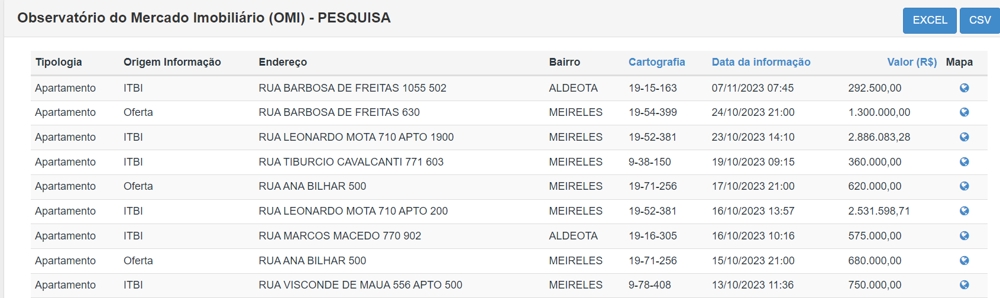 Observatório do Mercado Imobiliário (OMI) - PESQUISA
EXCEL CSV
Tipologia Origem Informação Endereço Bairro Cartografia Data da informação Valor (R$) Mapa
Apartamento ITBI RUA BARBOSA DE FREITAS 1055 502 ALDEOTA 19-15-163 07/11/2023 07:45 292.500,00
Apartamento Oferta RUA BARBOSA DE FREITAS 630 MEIRELES 19-54-399 24/10/2023 21:00 1.300.000,00
Apartamento ITBI RUA LEONARDO MOTA 710 APTO 1900 MEIRELES 19-52-381 23/10/2023 14:10 2.886.083,28
Apartamento ITBI RUA TIBURCIO CAVALCANTI 771 603 MEIRELES 9-38-150 19/10/2023 09:15 360.000,00
Apartamento Oferta RUA ANA BILHAR 500 MEIRELES 19-71-256 17/10/2023 21:00 620.000,00
Apartamento ITBI RUA LEONARDO MOTA 710 APTO 200 MEIRELES 19-52-381 16/10/2023 13:57 2.531.598,71
Apartamento ITBI RUA MARCOS MACEDO 770 902 ALDEOTA 19-16-305 16/10/2023 10:16 575.000,00
Apartamento Oferta RUA ANA BILHAR 500 MEIRELES 19-71-256 15/10/2023 21:00 680.000,00
Apartamento ITBI RUA VISCONDE DE MAUA 556 APTO 500 MEIRELES 9-78-408 13/10/2023 11:36 750.000,00